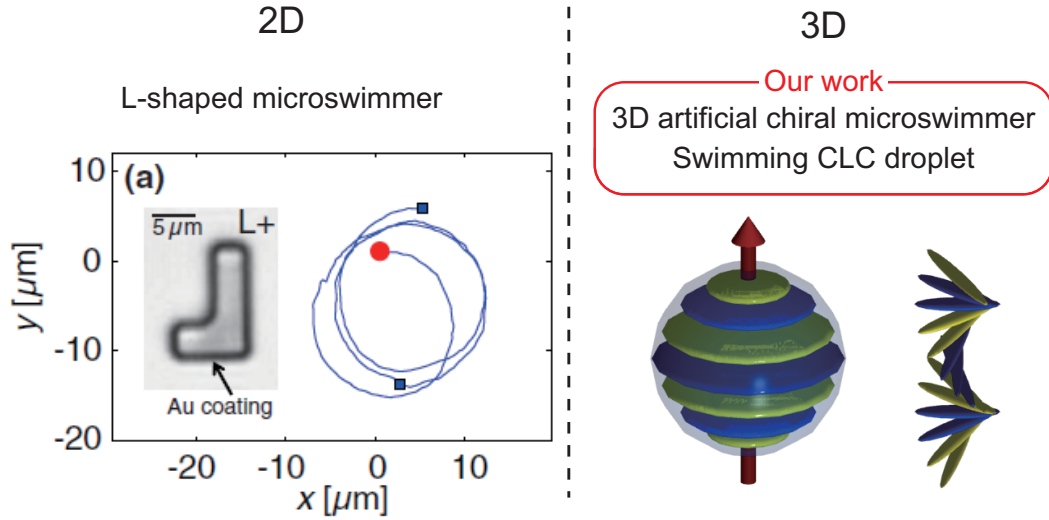 2D
L-shaped microswimmer
(a)
5 μm
L+
Au coating
10
0
-10
-20
y [μm]
-20
-10
0
10
x [μm]
3D
Our work
3D artificial chiral microswimmer
Swimming CLC droplet